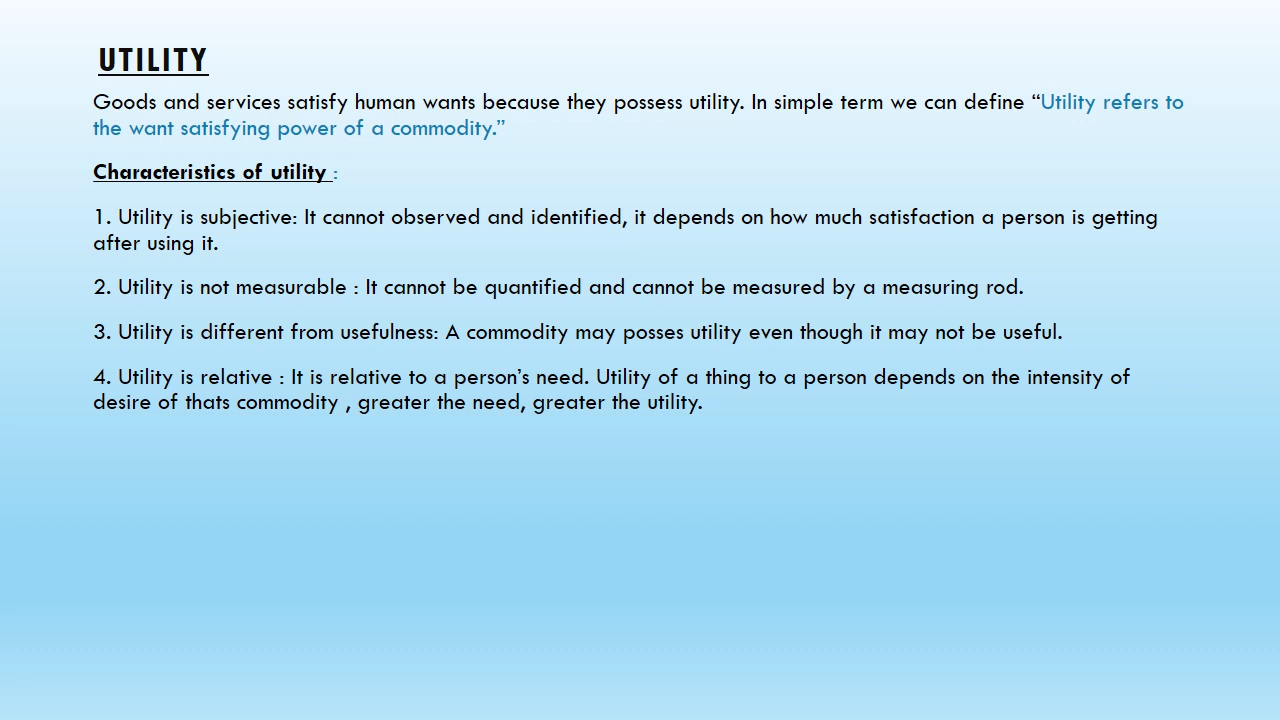 UTILITY
Goods and services satisfy human wants because they possess utility. In simple term we can define “Utility refers to
the want satisfying power of a commodity.”
Characteristics of utility :
1. Utility is subjective: It cannot observed and identified, it depends on how much satisfaction a person is getting
after using it.
2. Utility is not measurable : It cannot be quantified and cannot be measured by a measuring rod.
3. Utility is different from usefulness: A commodity may posses utility even though it may not be useful.
4. Utility is relative : It is relative to a person’s need. Utility of a thing to a person depends on the intensity of
desire of thats commodity , greater the need, greater the utility.